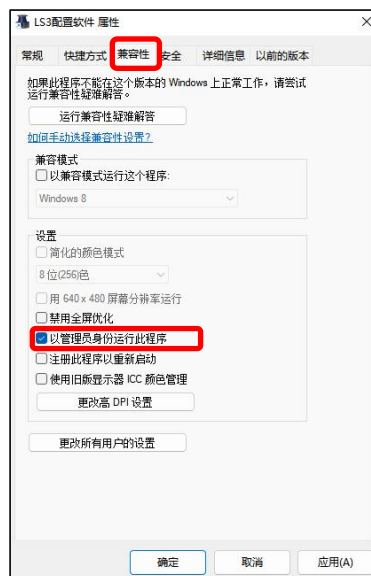 LS3配置软件 属性
常规 快捷方式 兼容性 安全 详细信息 以前的版本
如果此程序不能在这个版本的 Windows 上正常工作，请尝试
运行兼容性疑难解答。
运行兼容性疑难解答
如何手动选择兼容性设置？
兼容模式
以兼容模式运行这个程序:
Windows 8
设置
简化的颜色模式
8 位(256)色
用 640 x 480 屏幕分辨率运行
禁用全屏优化
以管理员身份运行此程序
注册此程序以重新启动
使用旧版显示器 ICC 颜色管理
更改高 DPI 设置
更改所有用户的设置
确定 取消 应用(A)